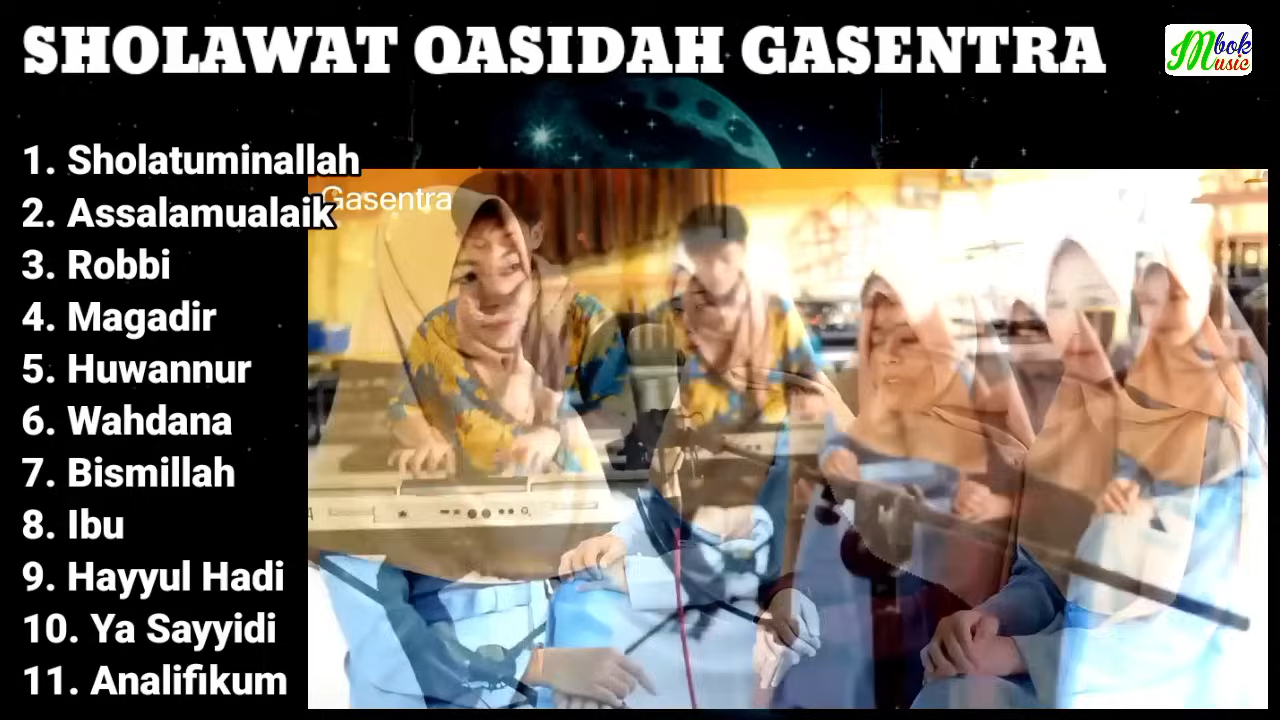 SHOLAWAT QASIDAH GASENTRA
Mbok
Music
1. Sholatuminallah
Gasentra
2. Assalamualaik
3. Robbi
4. Magadir
5. Huwannur
6. Wahdana
7. Bismillah
8. Ibu
9. Hayyul Hadi
10. Ya Sayyidi
11. Analifikum